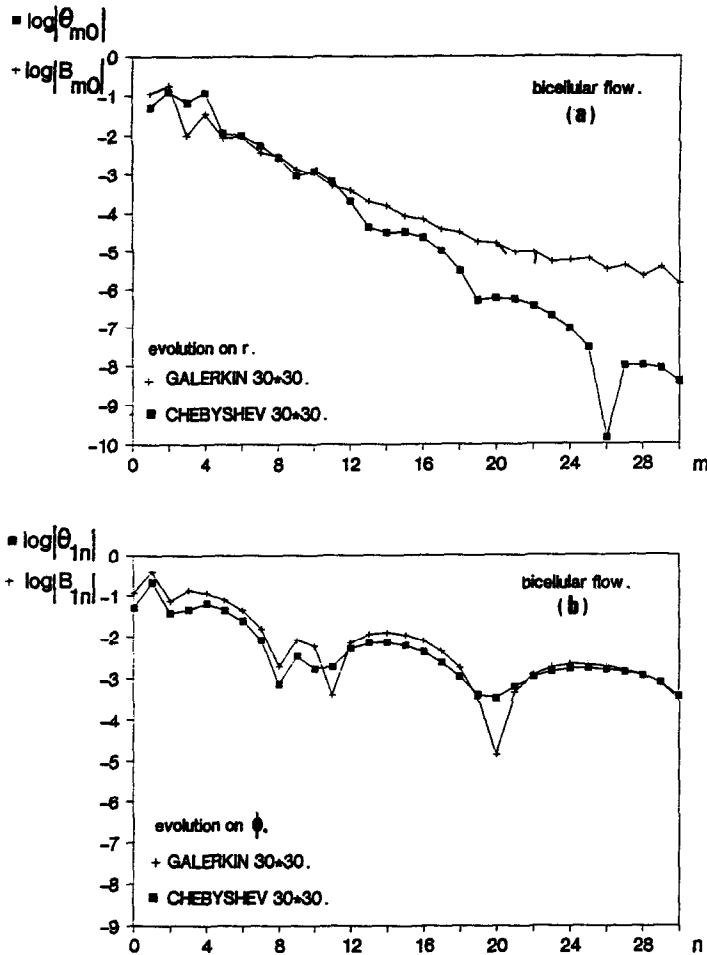 ■ log|θm0|
+ log|Bm0|
0
-1
-2
-3
-4
-5
-6
-7
-8
-9
-10
bicellular flow.
(a)
evolution on r.
+ GALERKIN 30*30.
■ CHEBYSHEV 30*30.
0 4 8 12 16 20 24 28 m
■ log|θ1n|
+ log|B1n|
0
-1
-2
-3
-4
-5
-6
-7
-8
-9
bicellular flow.
(b)
evolution on ϕ.
+ GALERKIN 30*30.
■ CHEBYSHEV 30*30.
0 4 8 12 16 20 24 28 n